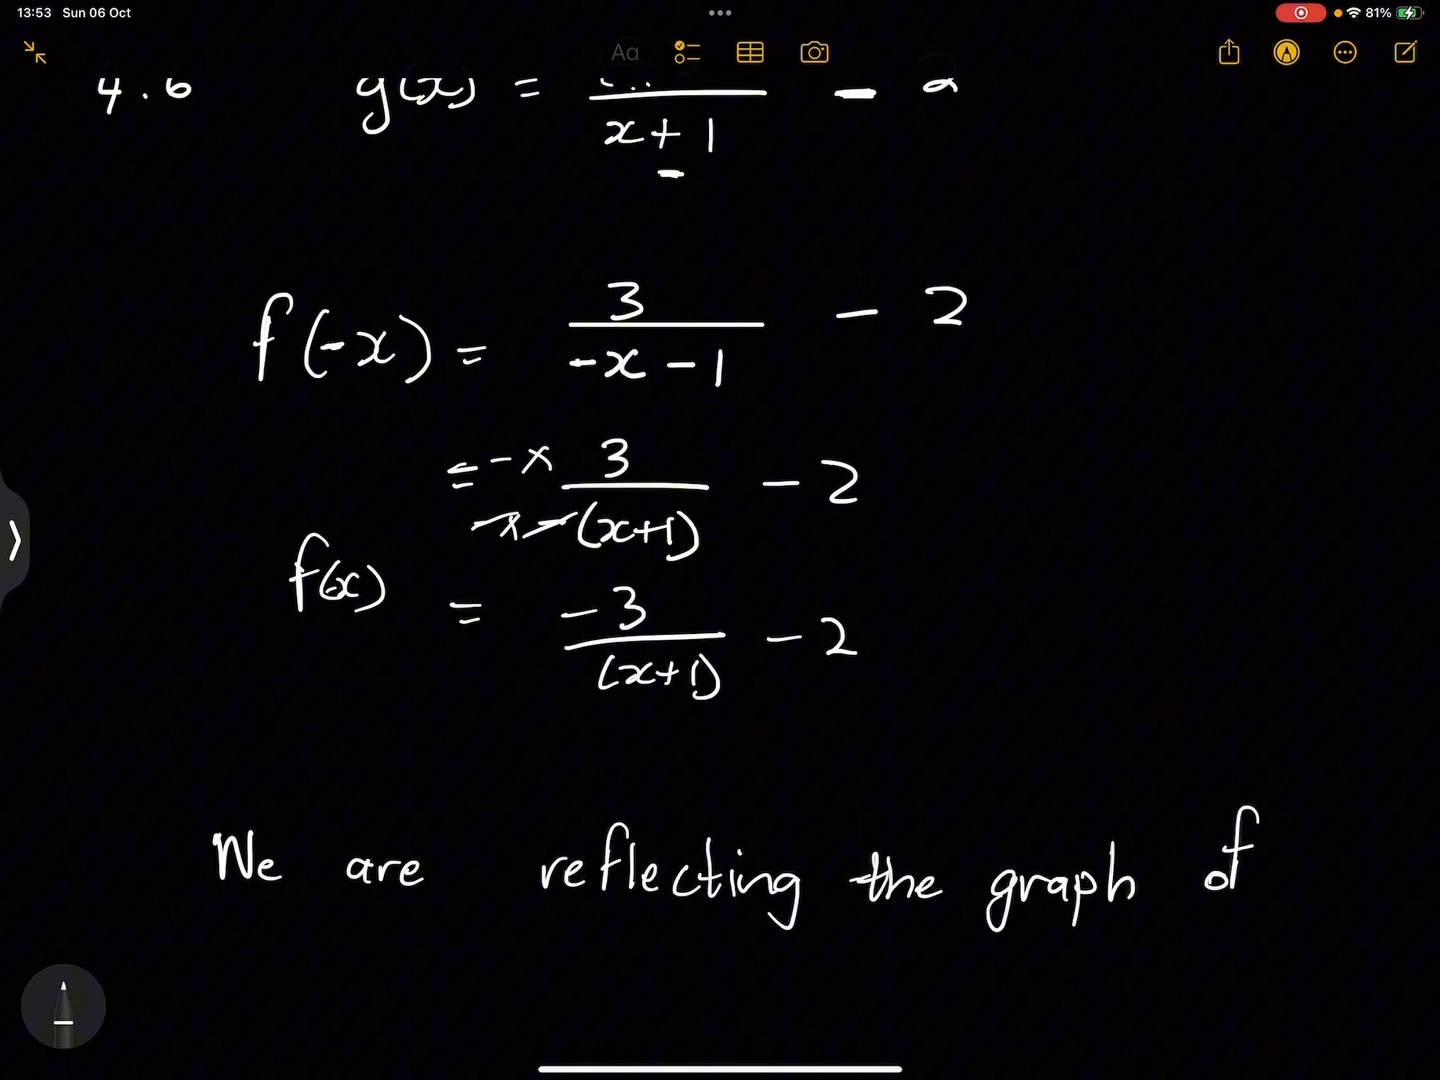 13:53 Sun 06 Oct 81%
Aa
4.6 g(x) = / x+1 -
f(-x) = 3 / -x-1 - 2
= -x 3 / (x+1) - 2
f(x) = -3 / (x+1) - 2
We are reflecting the graph of